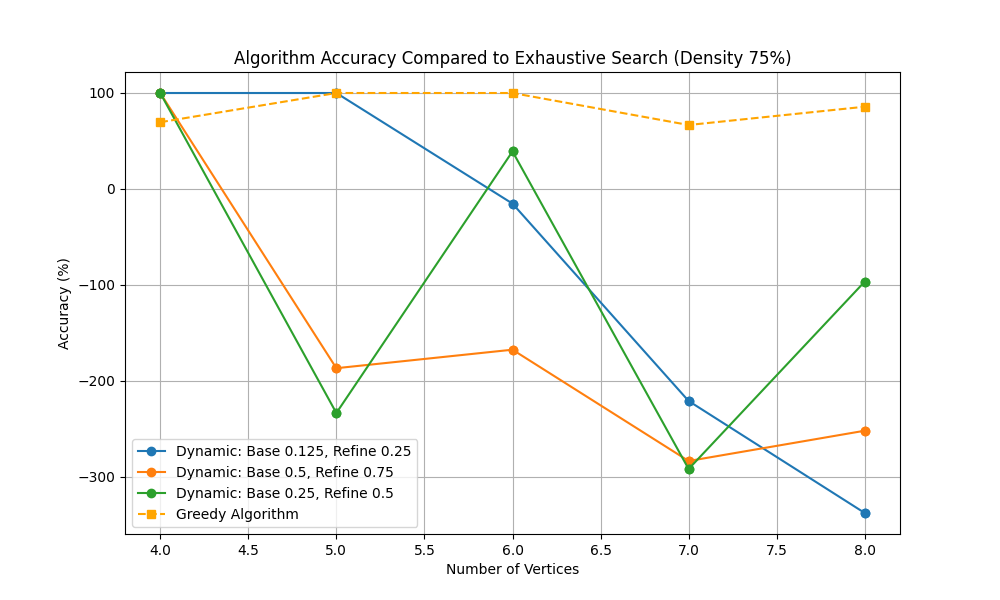 Algorithm Accuracy Compared to Exhaustive Search (Density 75%)
Accuracy (%)
100
0
−100
−200
−300
Dynamic: Base 0.125, Refine 0.25
Dynamic: Base 0.5, Refine 0.75
Dynamic: Base 0.25, Refine 0.5
Greedy Algorithm
4.0 4.5 5.0 5.5 6.0 6.5 7.0 7.5 8.0
Number of Vertices